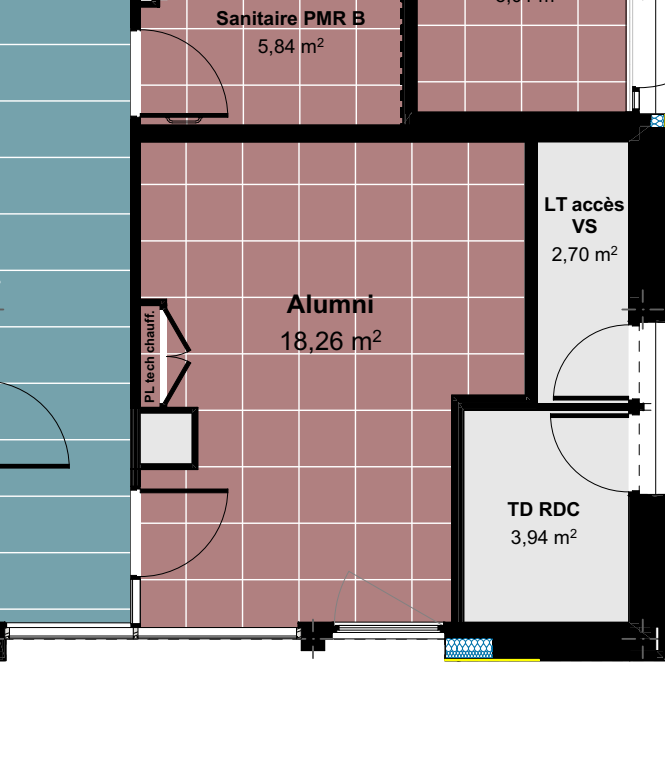 Sanitaire PMR B
5,84 m²
LT accès
VS
2,70 m²
Alumni
18,26 m²
PL tech chauff.
TD RDC
3,94 m²